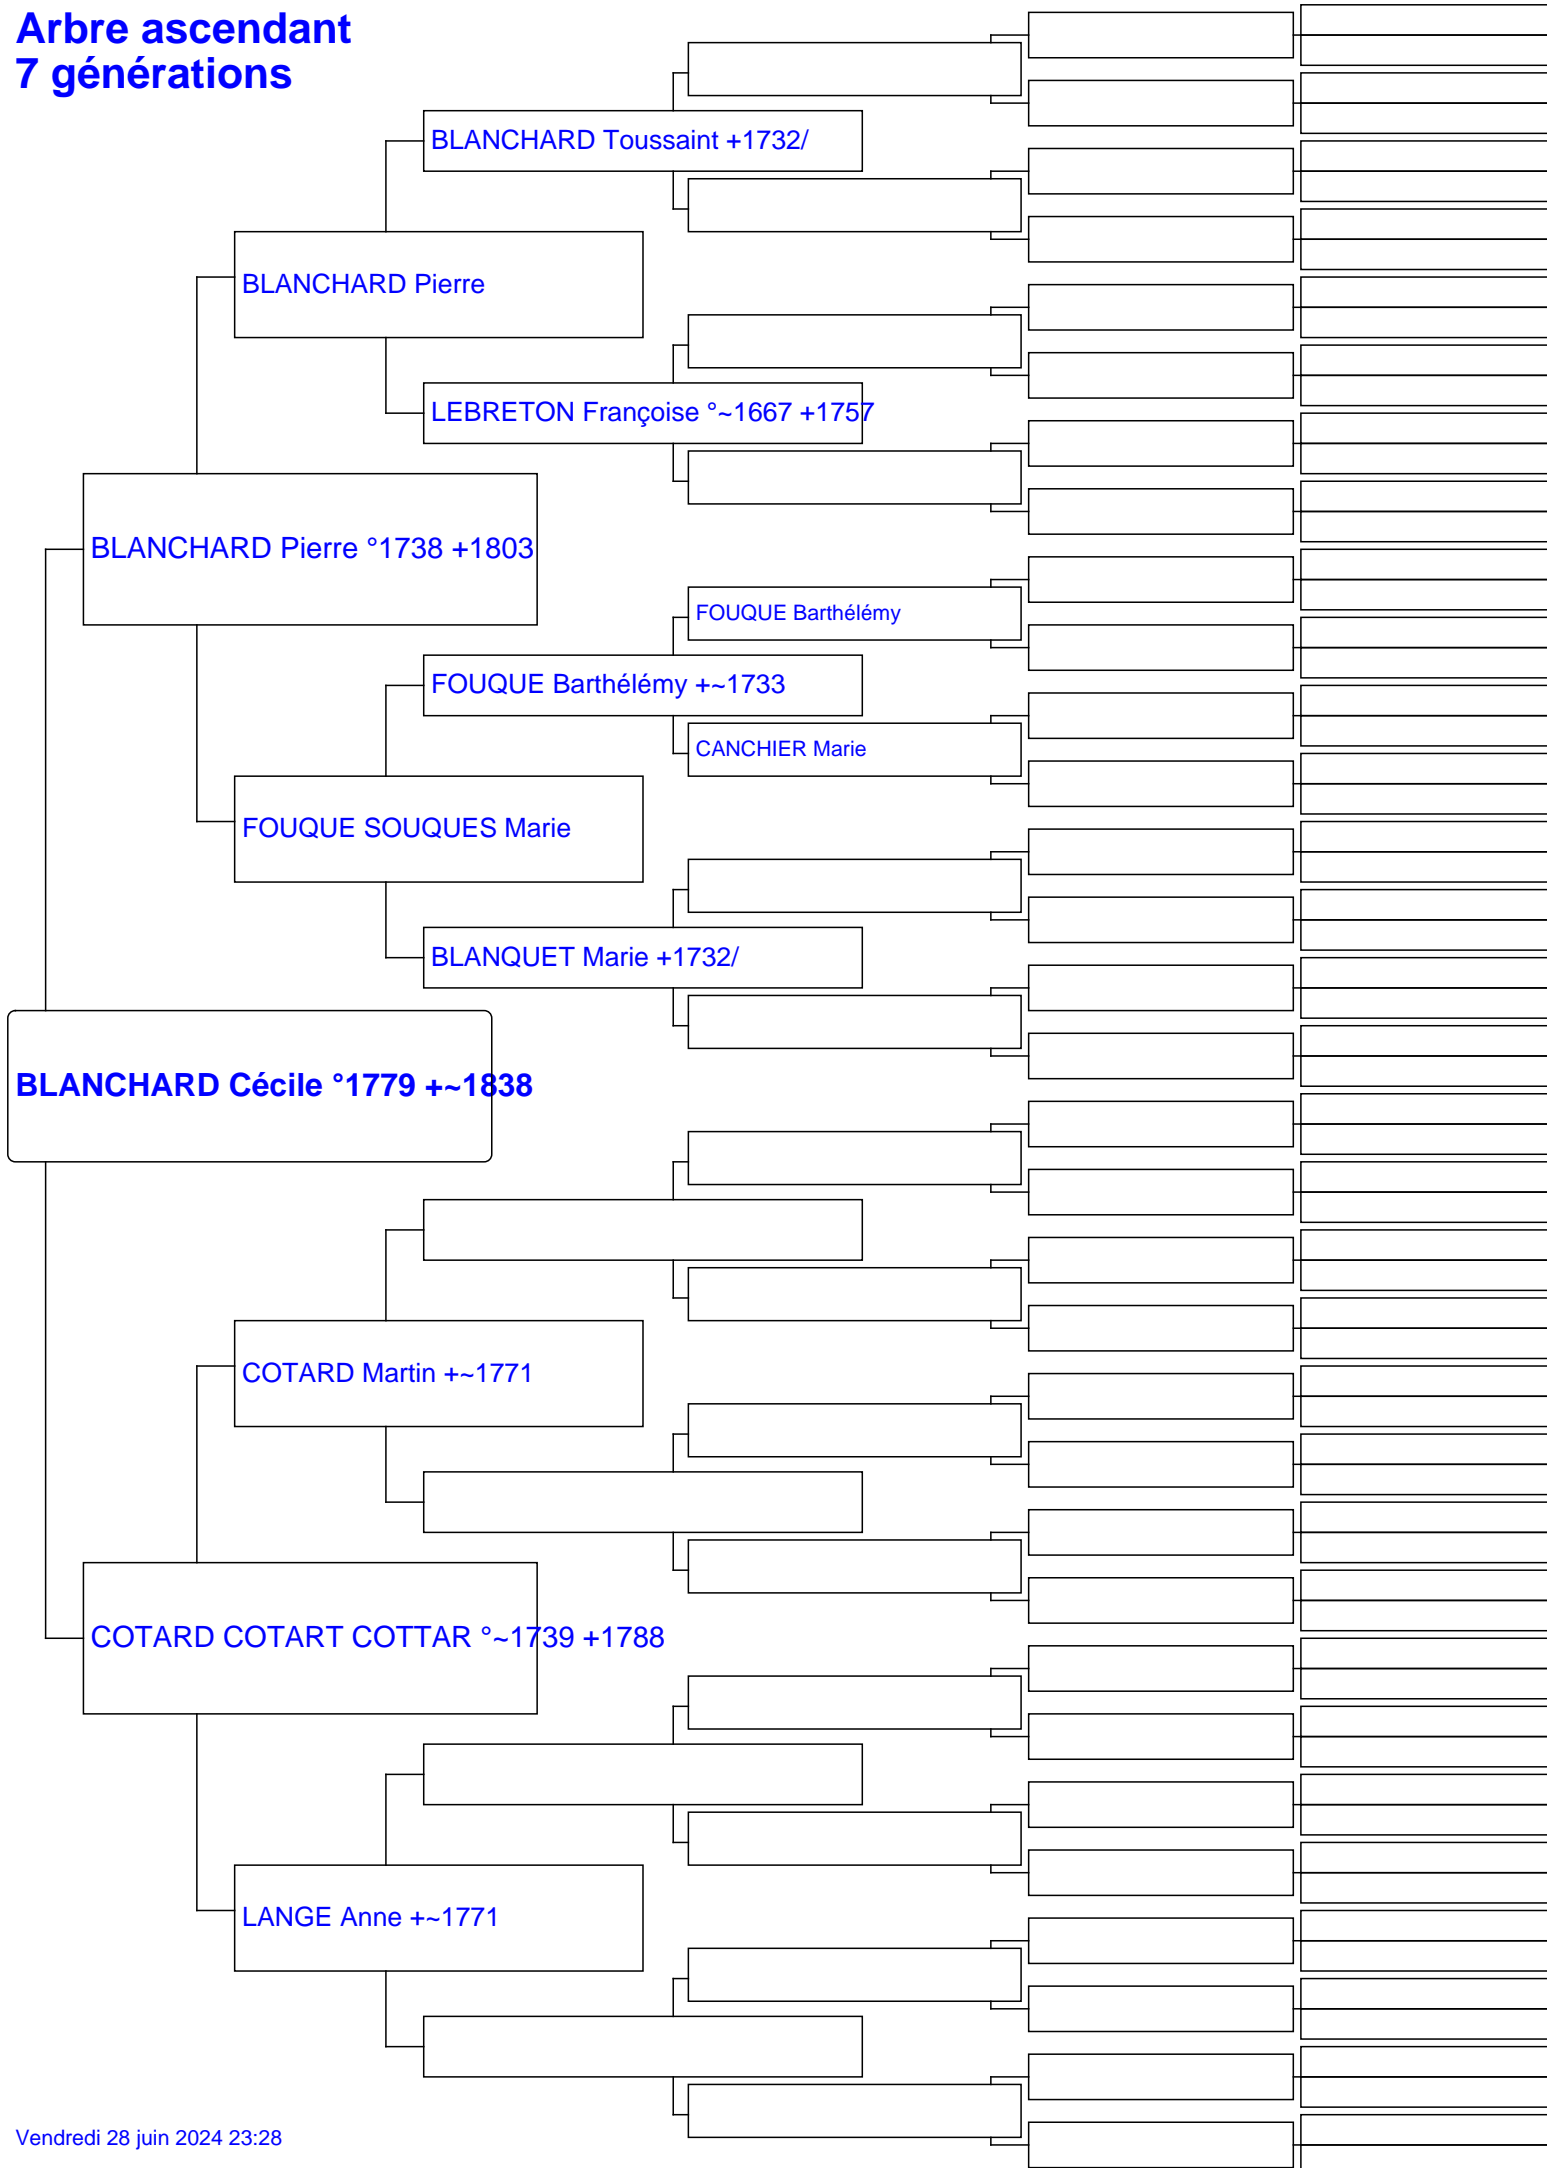 Arbre ascendant
7 générations
BLANCHARD Toussaint +1732/
BLANCHARD Pierre
LEBRETON Françoise °~1667 +1757
BLANCHARD Pierre °1738 +1803
FOUQUE Barthélémy
FOUQUE Barthélémy +~1733
CANCHIER Marie
FOUQUE SOUQUES Marie
BLANQUET Marie +1732/
BLANCHARD Cécile °1779 +~1838
COTARD Martin +~1771
COTARD COTART COTTAR °~1739 +1788
LANGE Anne +~1771
Vendredi 28 juin 2024 23:28